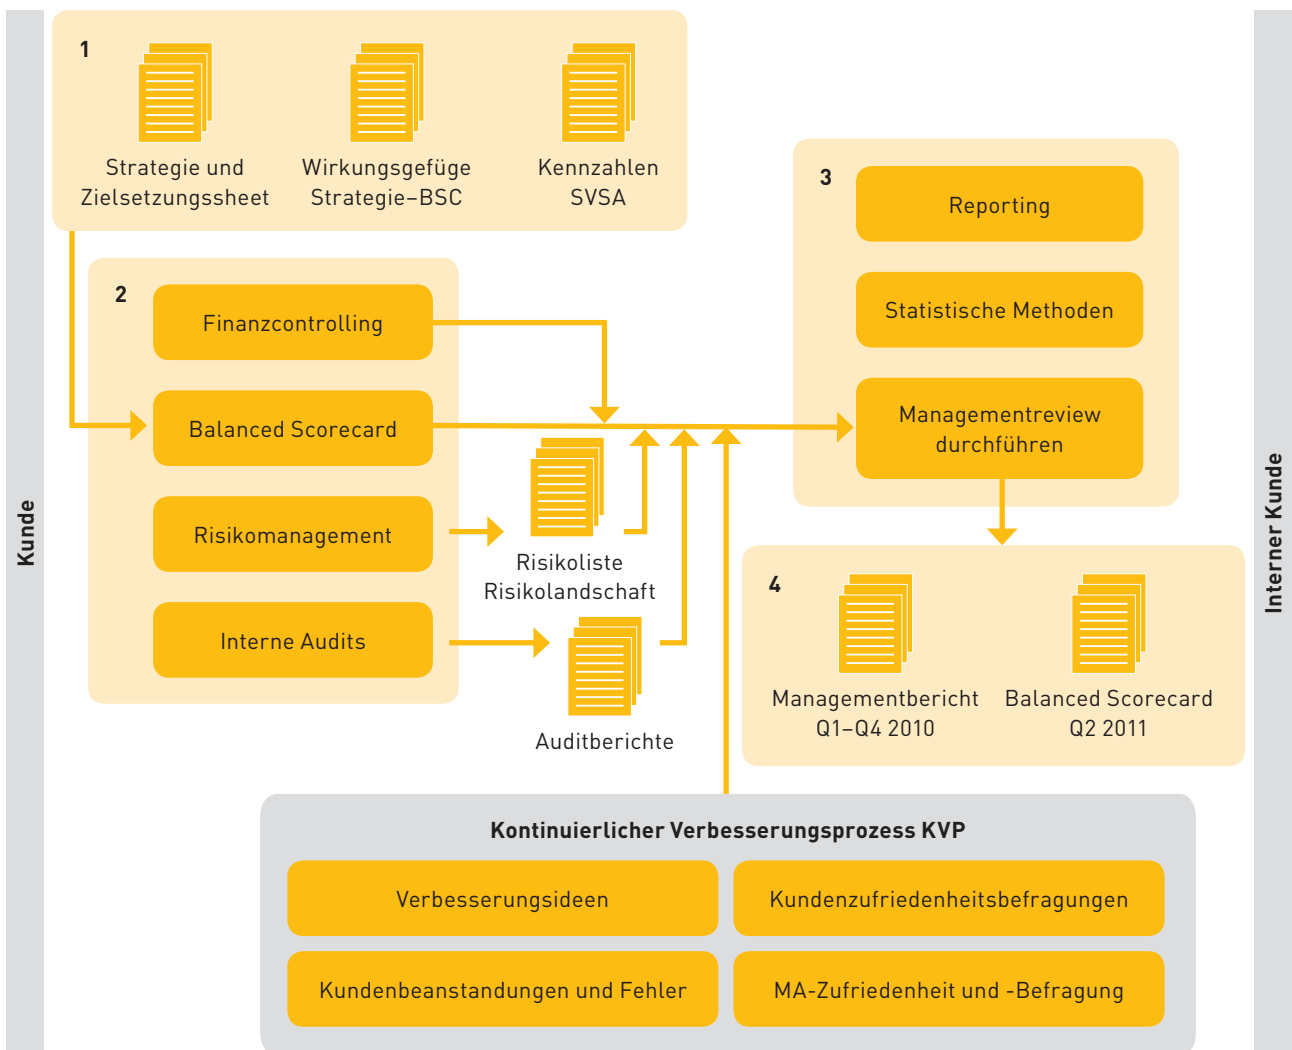 Kunde
1
Strategie und
Zielsetzungssheet
Wirkungsgefüge
Strategie–BSC
Kennzahlen
SVSA
2
Finanzcontrolling
Balanced Scorecard
Risikomanagement
Interne Audits
Risikoliste
Risikolandschaft
Auditberichte
3
Reporting
Statistische Methoden
Managementreview
durchführen
4
Managementbericht
Q1–Q4 2010
Balanced Scorecard
Q2 2011
Kontinuierlicher Verbesserungsprozess KVP
Verbesserungsideen
Kundenzufriedenheitsbefragungen
Kundenbeanstandungen und Fehler
MA-Zufriedenheit und -Befragung
Interner Kunde